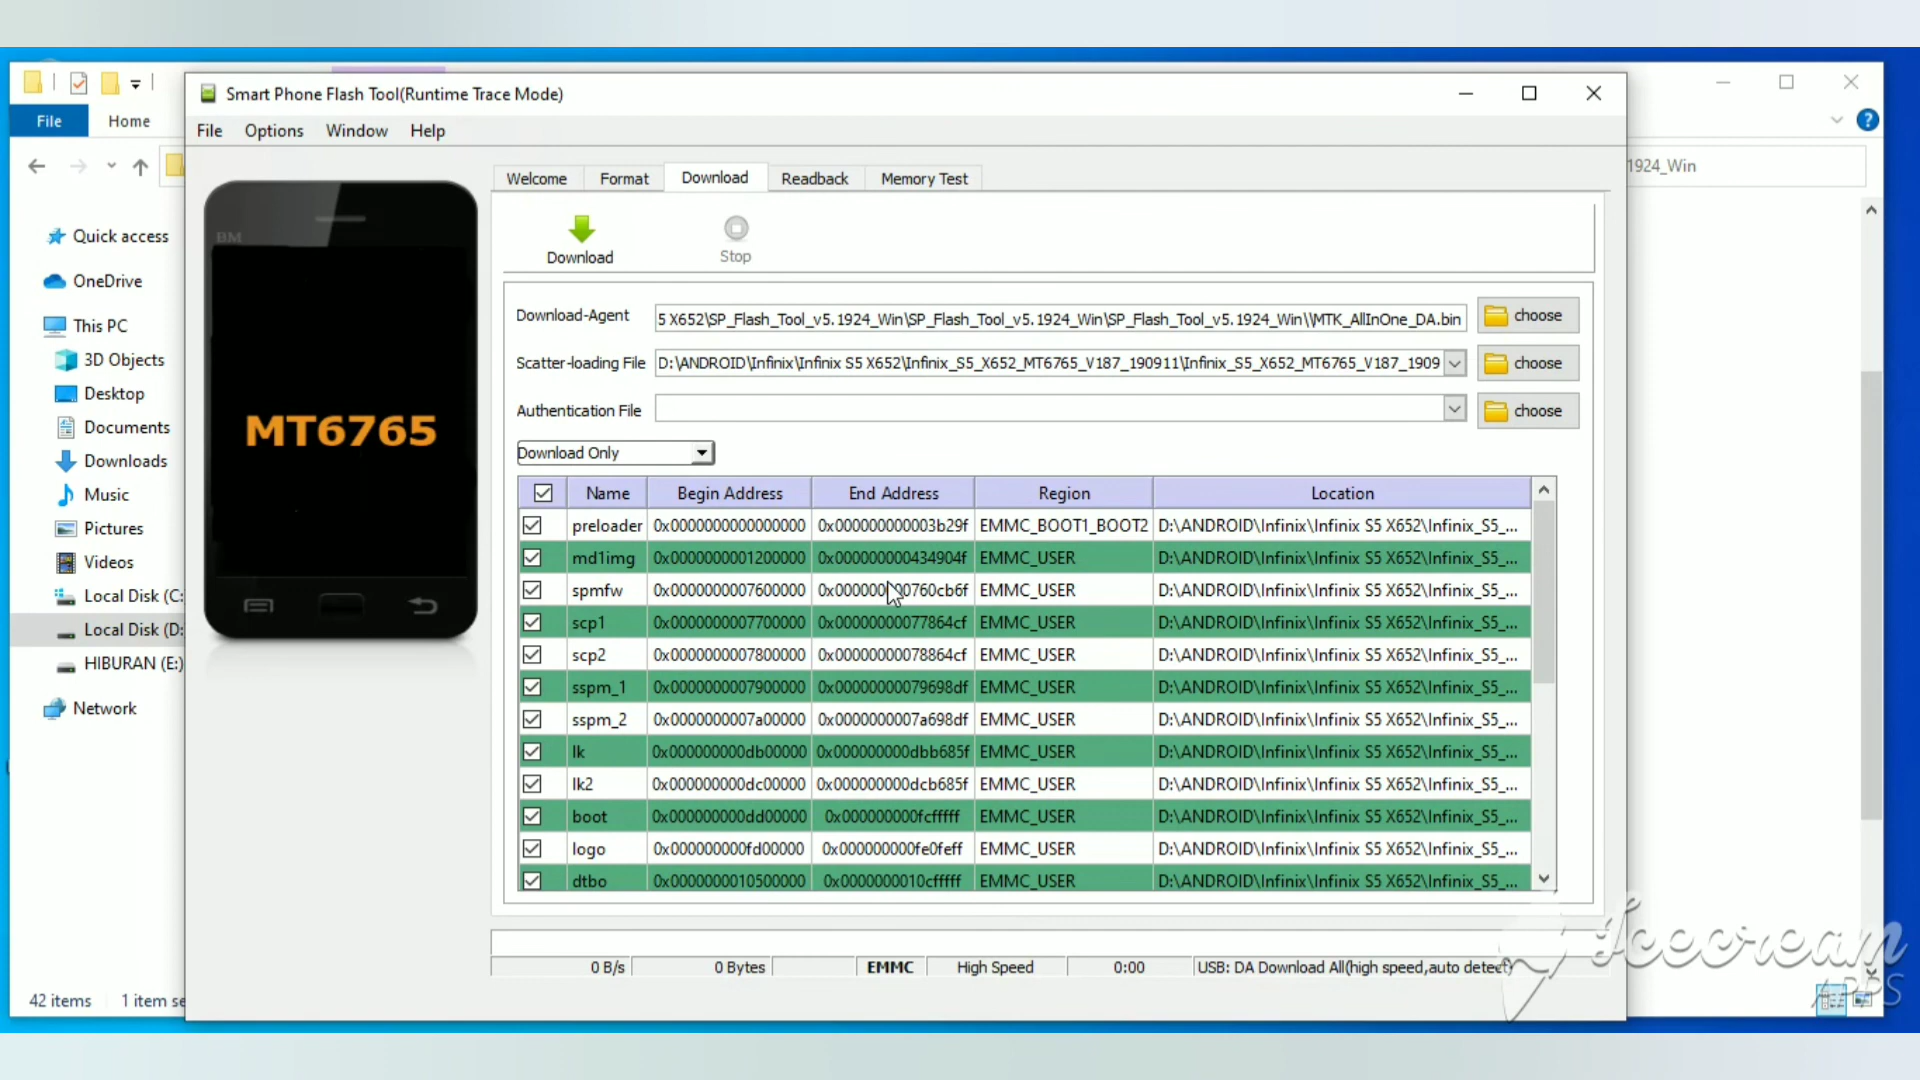 Smart Phone Flash Tool(Runtime Trace Mode)
File Home
File Options Window Help
1924_Win
Welcome Format Download Readback Memory Test
Download Stop
BM
MT6765
Quick access
OneDrive
This PC
3D Objects
Desktop
Documents
Downloads
Music
Pictures
Videos
Local Disk (C:
Local Disk (D:
HIBURAN (E:)
Network
Download-Agent 5 X652\SP_Flash_Tool_v5.1924_Win\SP_Flash_Tool_v5.1924_Win\SP_Flash_Tool_v5.1924_Win\\MTK_AllInOne_DA.bin choose
Scatter-loading File D:\ANDROID\Infinix\Infinix S5 X652\Infinix_S5_X652_MT6765_V187_190911\Infinix_S5_X652_MT6765_V187_1909 choose
Authentication File choose
Download Only
Name Begin Address End Address Region Location
preloader 0x0000000000000000 0x000000000003b29f EMMC_BOOT1_BOOT2 D:\ANDROID\Infinix\Infinix S5 X652\Infinix_S5_...
md1img 0x0000000001200000 0x000000000434904f EMMC_USER D:\ANDROID\Infinix\Infinix S5 X652\Infinix_S5_...
spmfw 0x0000000007600000 EMMC_USER D:\ANDROID\Infinix\Infinix S5 X652\Infinix_S5_...
scp1 0x0000000007700000 0x00000000077864cf EMMC_USER D:\ANDROID\Infinix\Infinix S5 X652\Infinix_S5_...
scp2 0x0000000007800000 0x00000000078864cf EMMC_USER D:\ANDROID\Infinix\Infinix S5 X652\Infinix_S5_...
sspm_1 0x0000000007900000 0x00000000079698df EMMC_USER D:\ANDROID\Infinix\Infinix S5 X652\Infinix_S5_...
sspm_2 0x0000000007a00000 0x0000000007a698df EMMC_USER D:\ANDROID\Infinix\Infinix S5 X652\Infinix_S5_...
lk 0x000000000db00000 0x000000000dbb685f EMMC_USER D:\ANDROID\Infinix\Infinix S5 X652\Infinix_S5_...
lk2 0x000000000dc00000 0x000000000dcb685f EMMC_USER D:\ANDROID\Infinix\Infinix S5 X652\Infinix_S5_...
boot 0x000000000dd00000 0x000000000fcfffff EMMC_USER D:\ANDROID\Infinix\Infinix S5 X652\Infinix_S5_...
logo 0x000000000fd00000 0x000000000fe0feff EMMC_USER D:\ANDROID\Infinix\Infinix S5 X652\Infinix_S5_...
dtbo 0x0000000010500000 0x0000000010cfffff EMMC_USER D:\ANDROID\Infinix\Infinix S5 X652\Infinix_S5_...
0 B/s 0 Bytes EMMC High Speed 0:00 USB: DA Download All(high speed,auto detect)
42 items 1 item se
Icecream
APPS